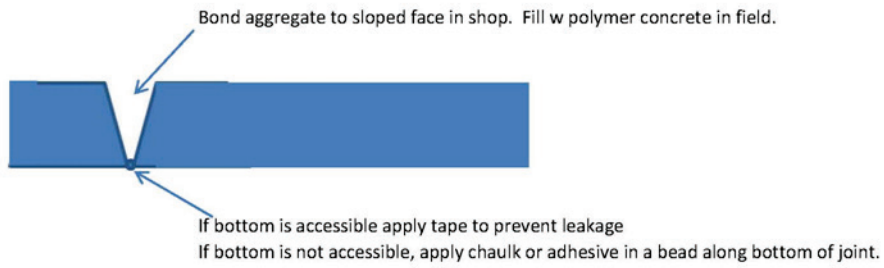 Bond aggregate to sloped face in shop.  Fill w polymer concrete in field.
If bottom is accessible apply tape to prevent leakage
If bottom is not accessible, apply chaulk or adhesive in a bead along bottom of joint.